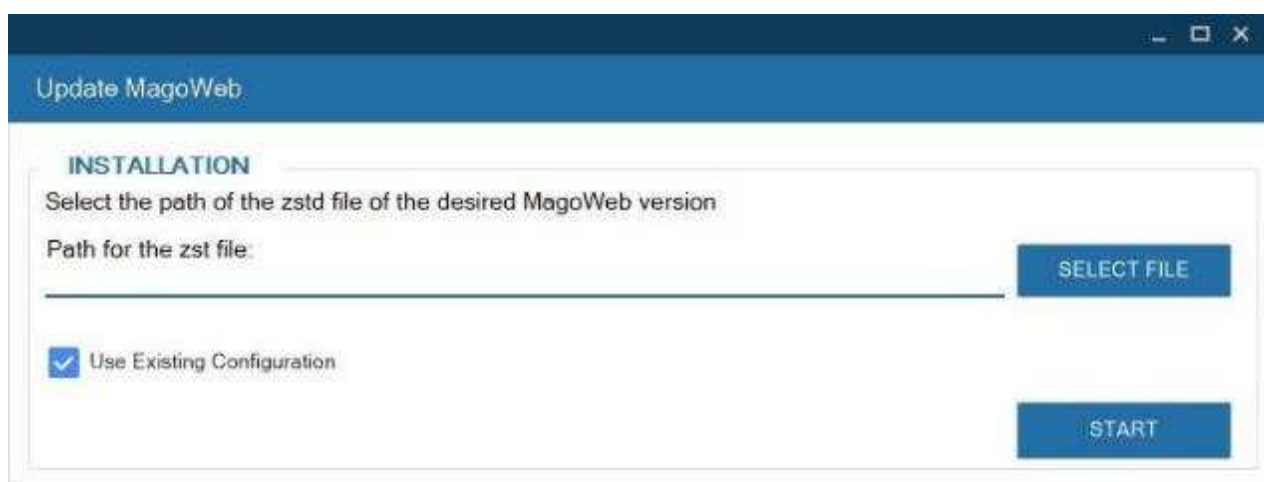 Update MagoWeb
INSTALLATION
Select the path of the zstd file of the desired MagoWeb version
Path for the zst file:
SELECT FILE
Use Existing Configuration
START